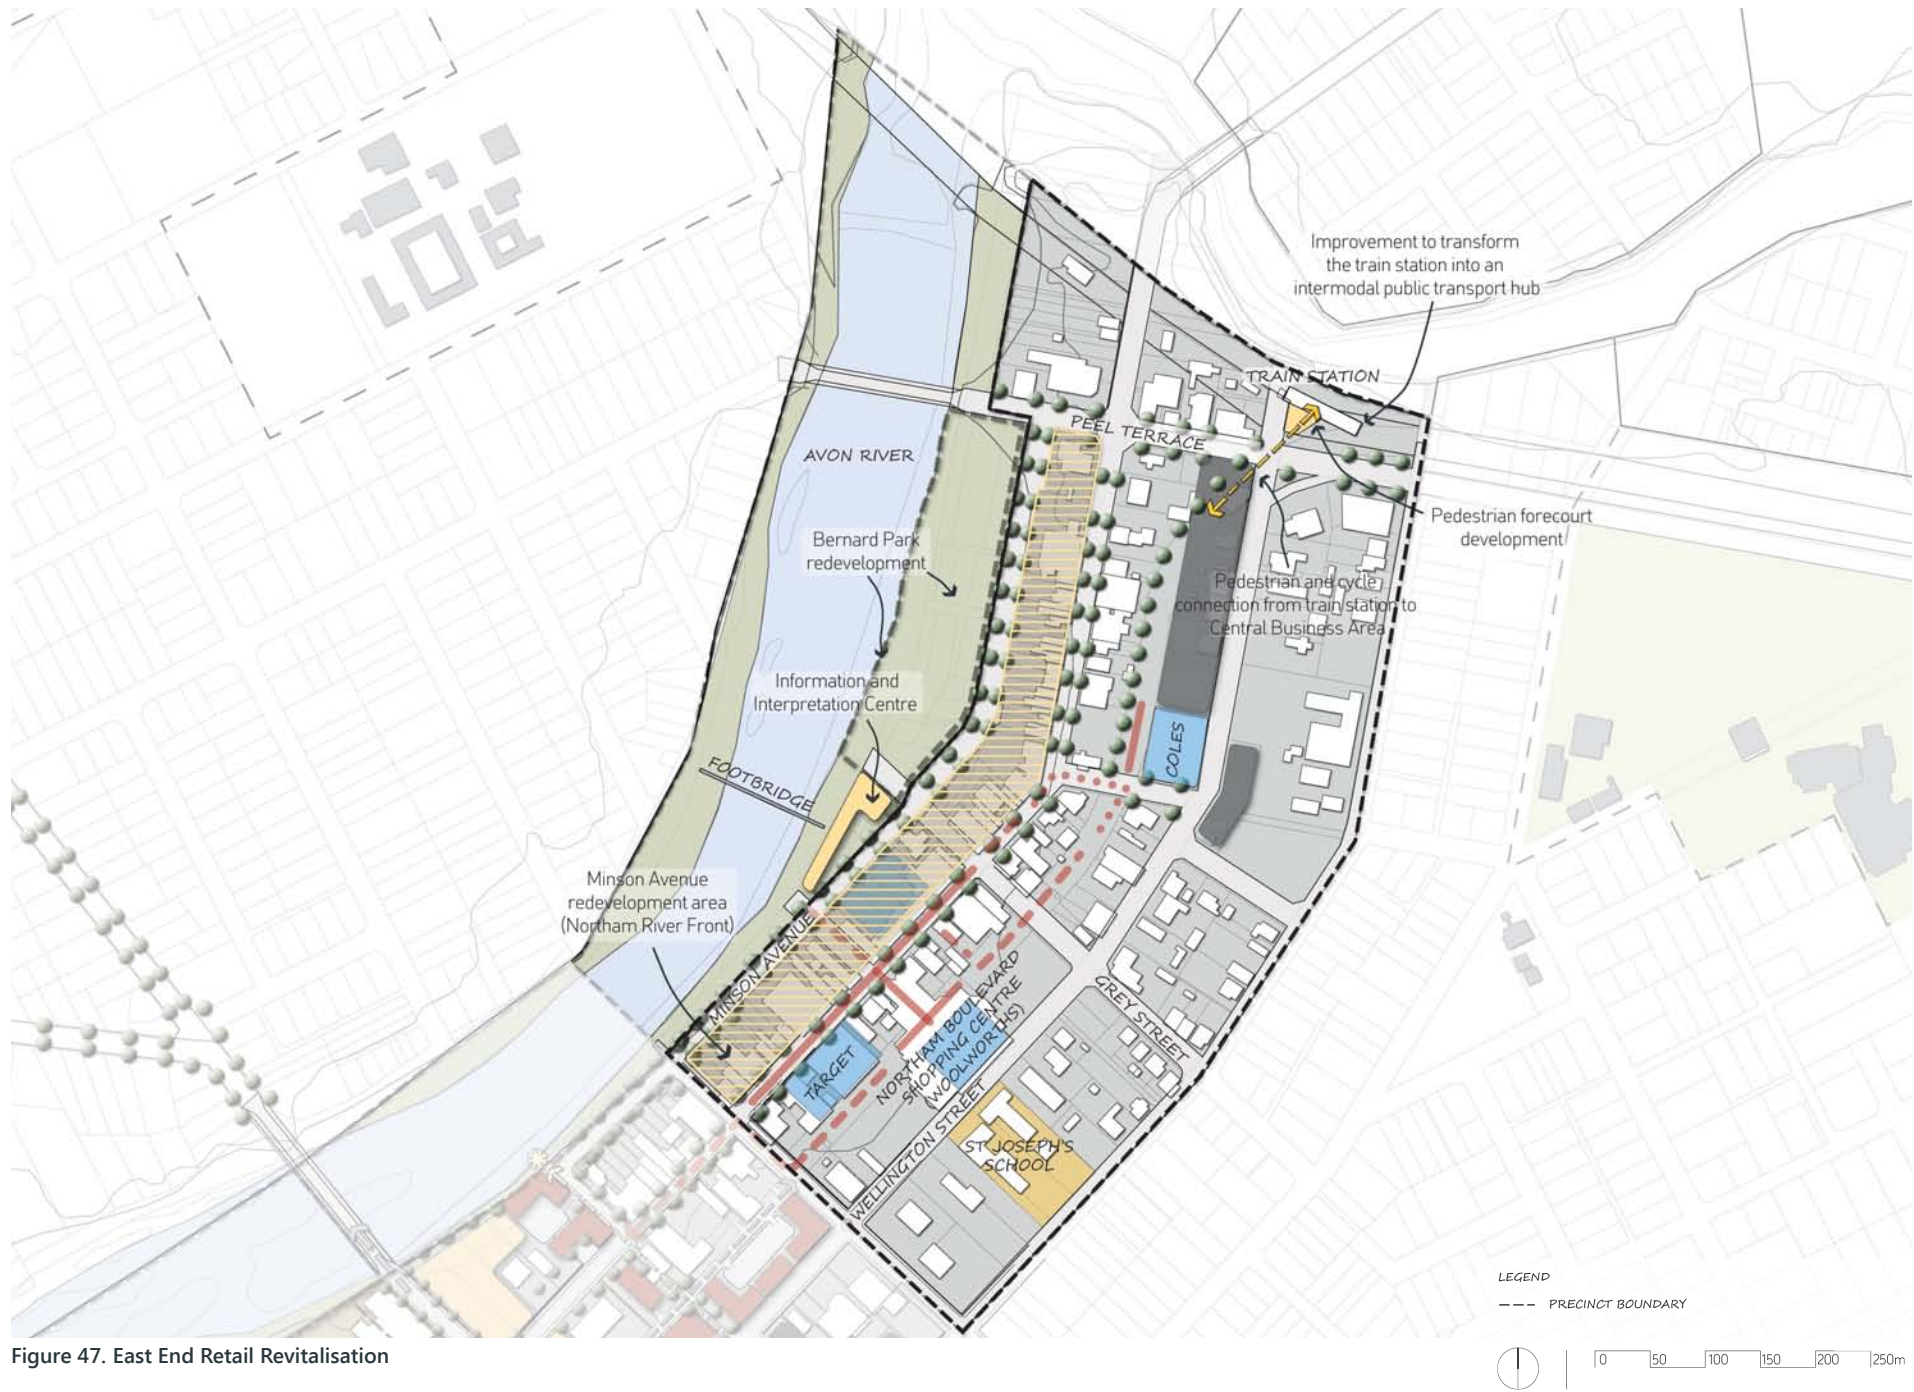 Improvement to transform
the train station into an
intermodal public transport hub
TRAIN STATION
PEEL TERRACE
AVON RIVER
Pedestrian forecourt
development
Bernard Park
redevelopment
Pedestrian and cycle
connection from train station to
Central Business Area
Information and
Interpretation Centre
COLES
FOOTBRIDGE
Minson Avenue
redevelopment area
(Northam River Front)
MINSON AVENUE
GREY STREET
TARGET
NORTHAM BOULEVARD
SHOPPING CENTRE
(WOOLWORTHS)
WELLINGTON STREET
ST JOSEPH'S
SCHOOL
LEGEND
PRECINCT BOUNDARY
Figure 47. East End Retail Revitalisation
0 50 100 150 200 250m